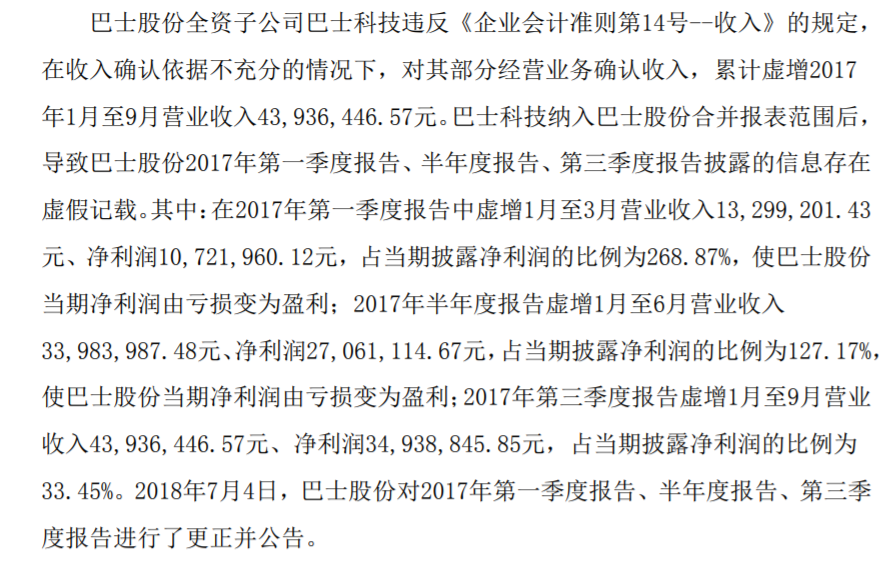 巴士股份全资子公司巴士科技违反《企业会计准则第14号--收入》的规定，
在收入确认依据不充分的情况下，对其部分经营业务确认收入，累计虚增2017
年1月至9月营业收入43,936,446.57元。巴士科技纳入巴士股份合并报表范围后，
导致巴士股份2017年第一季度报告、半年度报告、第三季度报告披露的信息存在
虚假记载。其中：在2017年第一季度报告中虚增1月至3月营业收入13,299,201.43
元、净利润10,721,960.12元，占当期披露净利润的比例为268.87%，使巴士股份
当期净利润由亏损变为盈利；2017年半年度报告虚增1月至6月营业收入
33,983,987.48元、净利润27,061,114.67元，占当期披露净利润的比例为127.17%，
使巴士股份当期净利润由亏损变为盈利；2017年第三季度报告虚增1月至9月营业
收入43,936,446.57元、净利润34,938,845.85元，占当期披露净利润的比例为
33.45%。2018年7月4日，巴士股份对2017年第一季度报告、半年度报告、第三季
度报告进行了更正并公告。